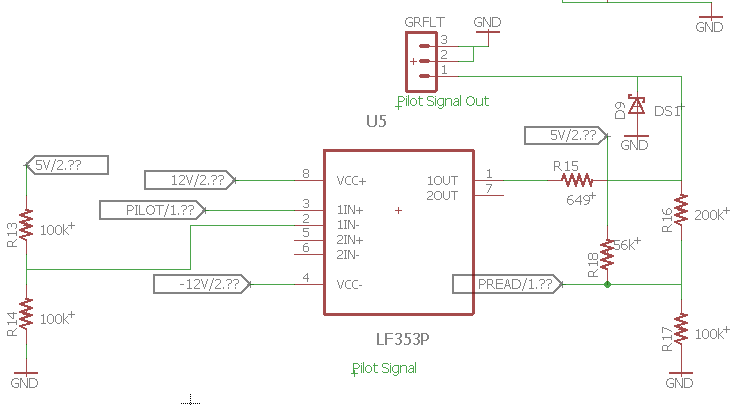 GRFLT
GND
GND
3
2
1
Pilot Signal Out
U5
D9
DS1
GND
5V/2.??
5V/2.??
12V/2.??
8
VCC+
1OUT
1
R15
649
2OUT
7
PILOT/1.??
3
1IN+
2
1IN-
5
2IN+
6
2IN-
R13
100k
R16
200k
56k
R18
-12V/2.??
4
VCC-
PREAD/1.??
R14
100k
R17
100k
LF353P
Pilot Signal
GND
GND